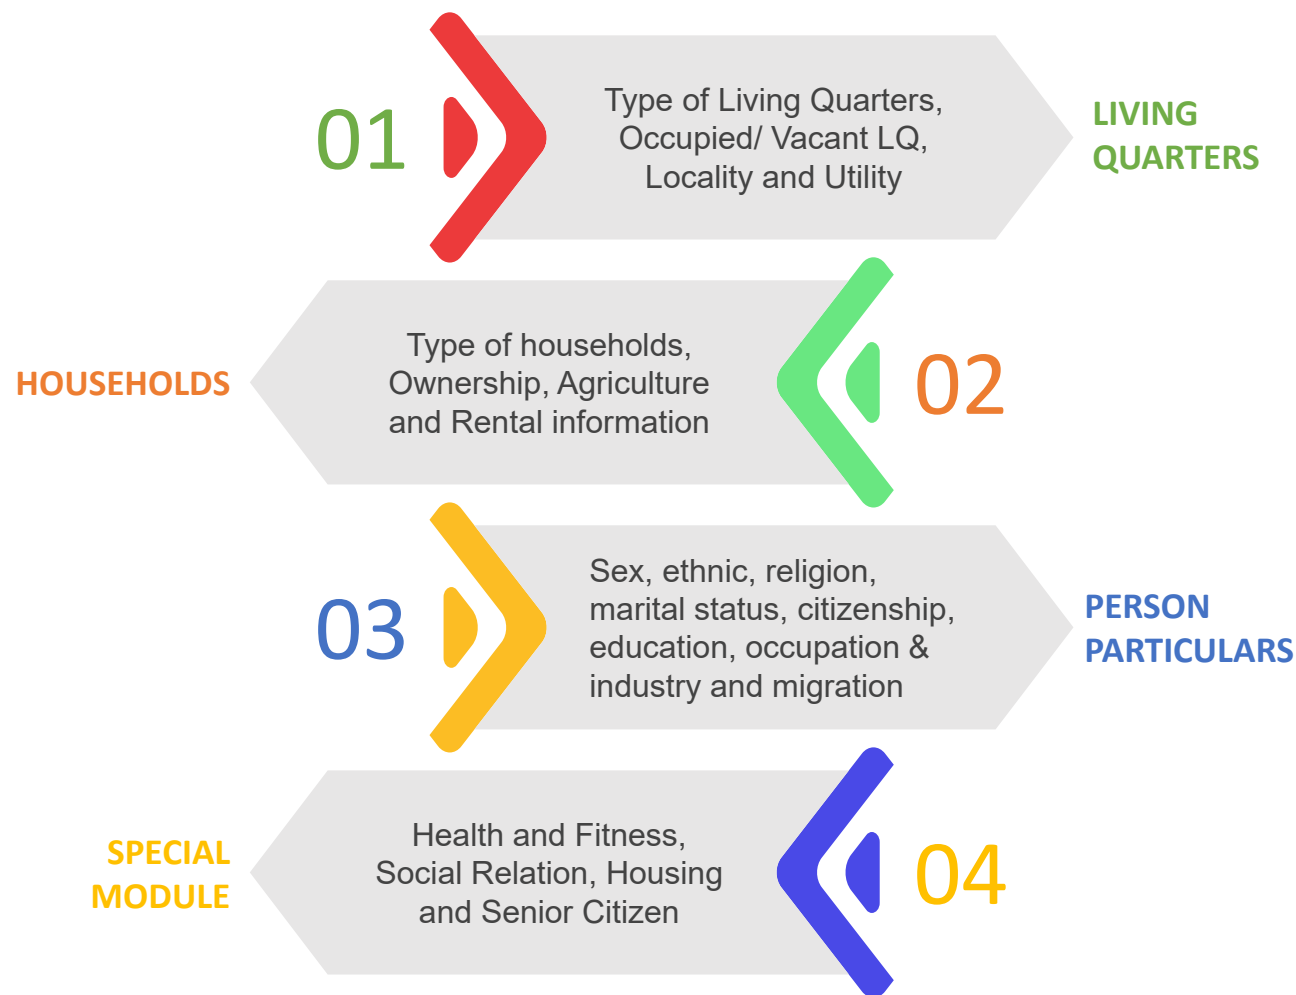 01
Type of Living Quarters,
Occupied/ Vacant LQ,
Locality and Utility
LIVING
QUARTERS
HOUSEHOLDS
Type of households,
Ownership, Agriculture
and Rental information
02
03
Sex, ethnic, religion,
marital status, citizenship,
education, occupation &
industry and migration
PERSON
PARTICULARS
SPECIAL
MODULE
Health and Fitness,
Social Relation, Housing
and Senior Citizen
04